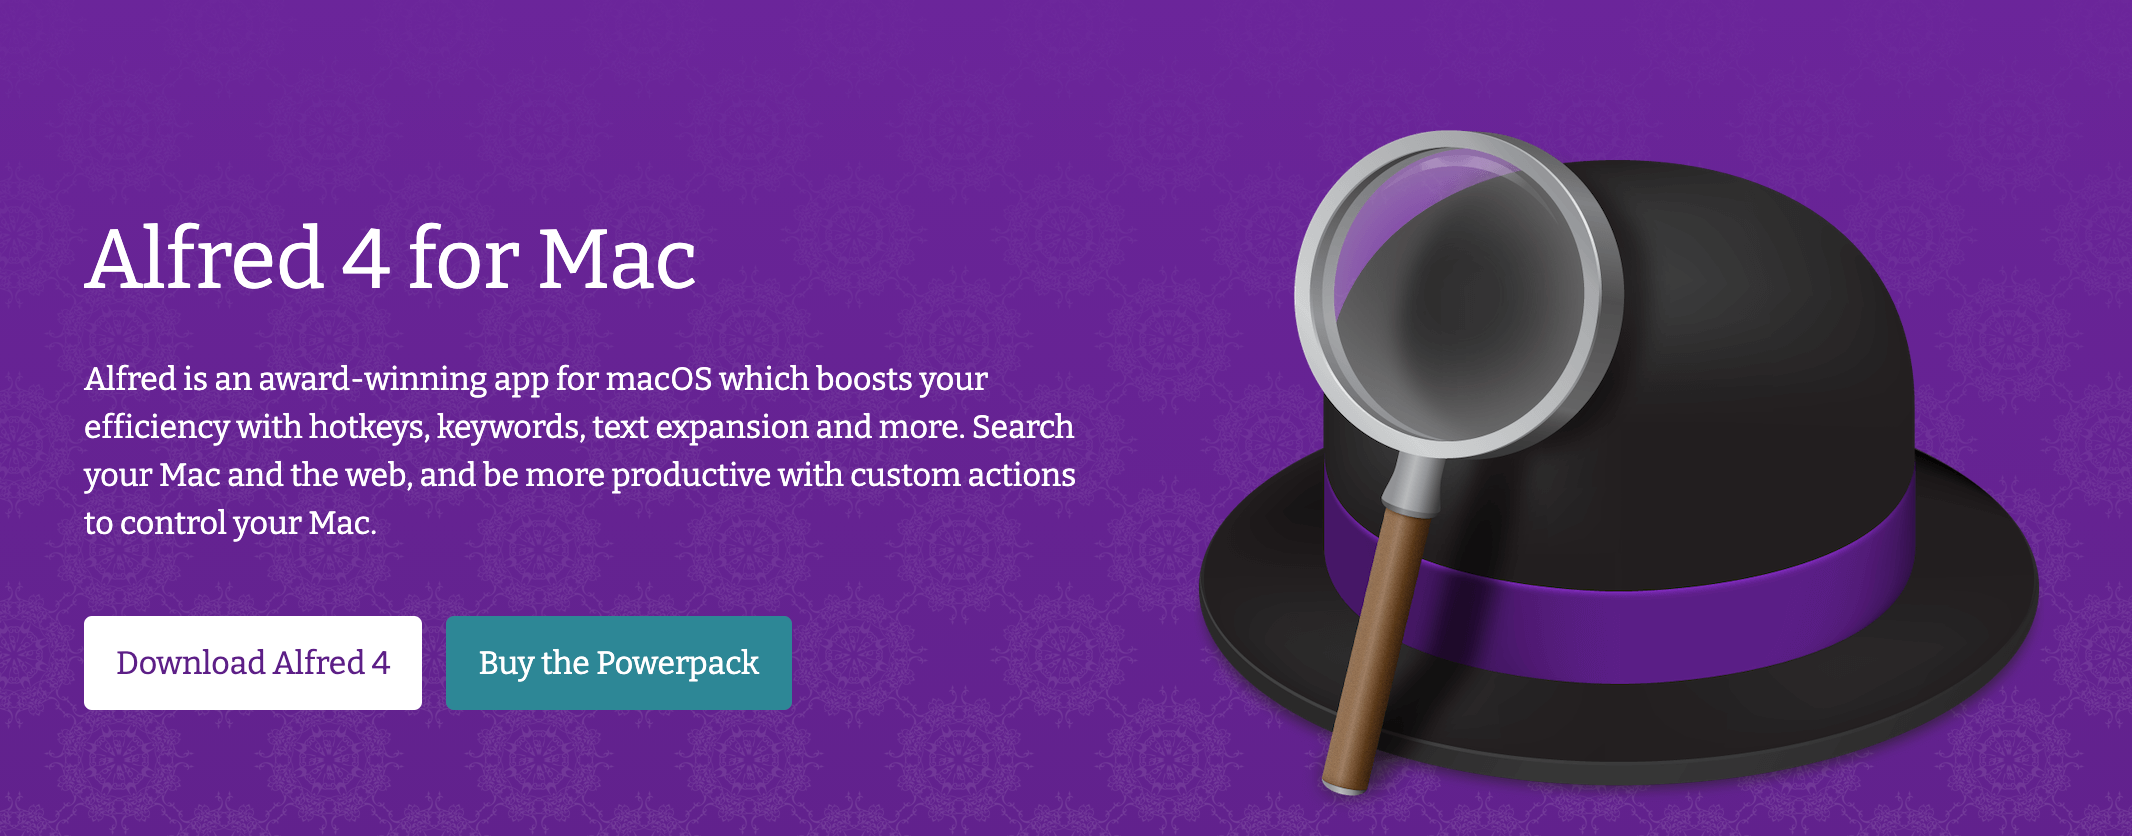 Alfred 4 for Mac
Alfred is an award-winning app for macOS which boosts your
efficiency with hotkeys, keywords, text expansion and more. Search
your Mac and the web, and be more productive with custom actions
to control your Mac.
Download Alfred 4
Buy the Powerpack